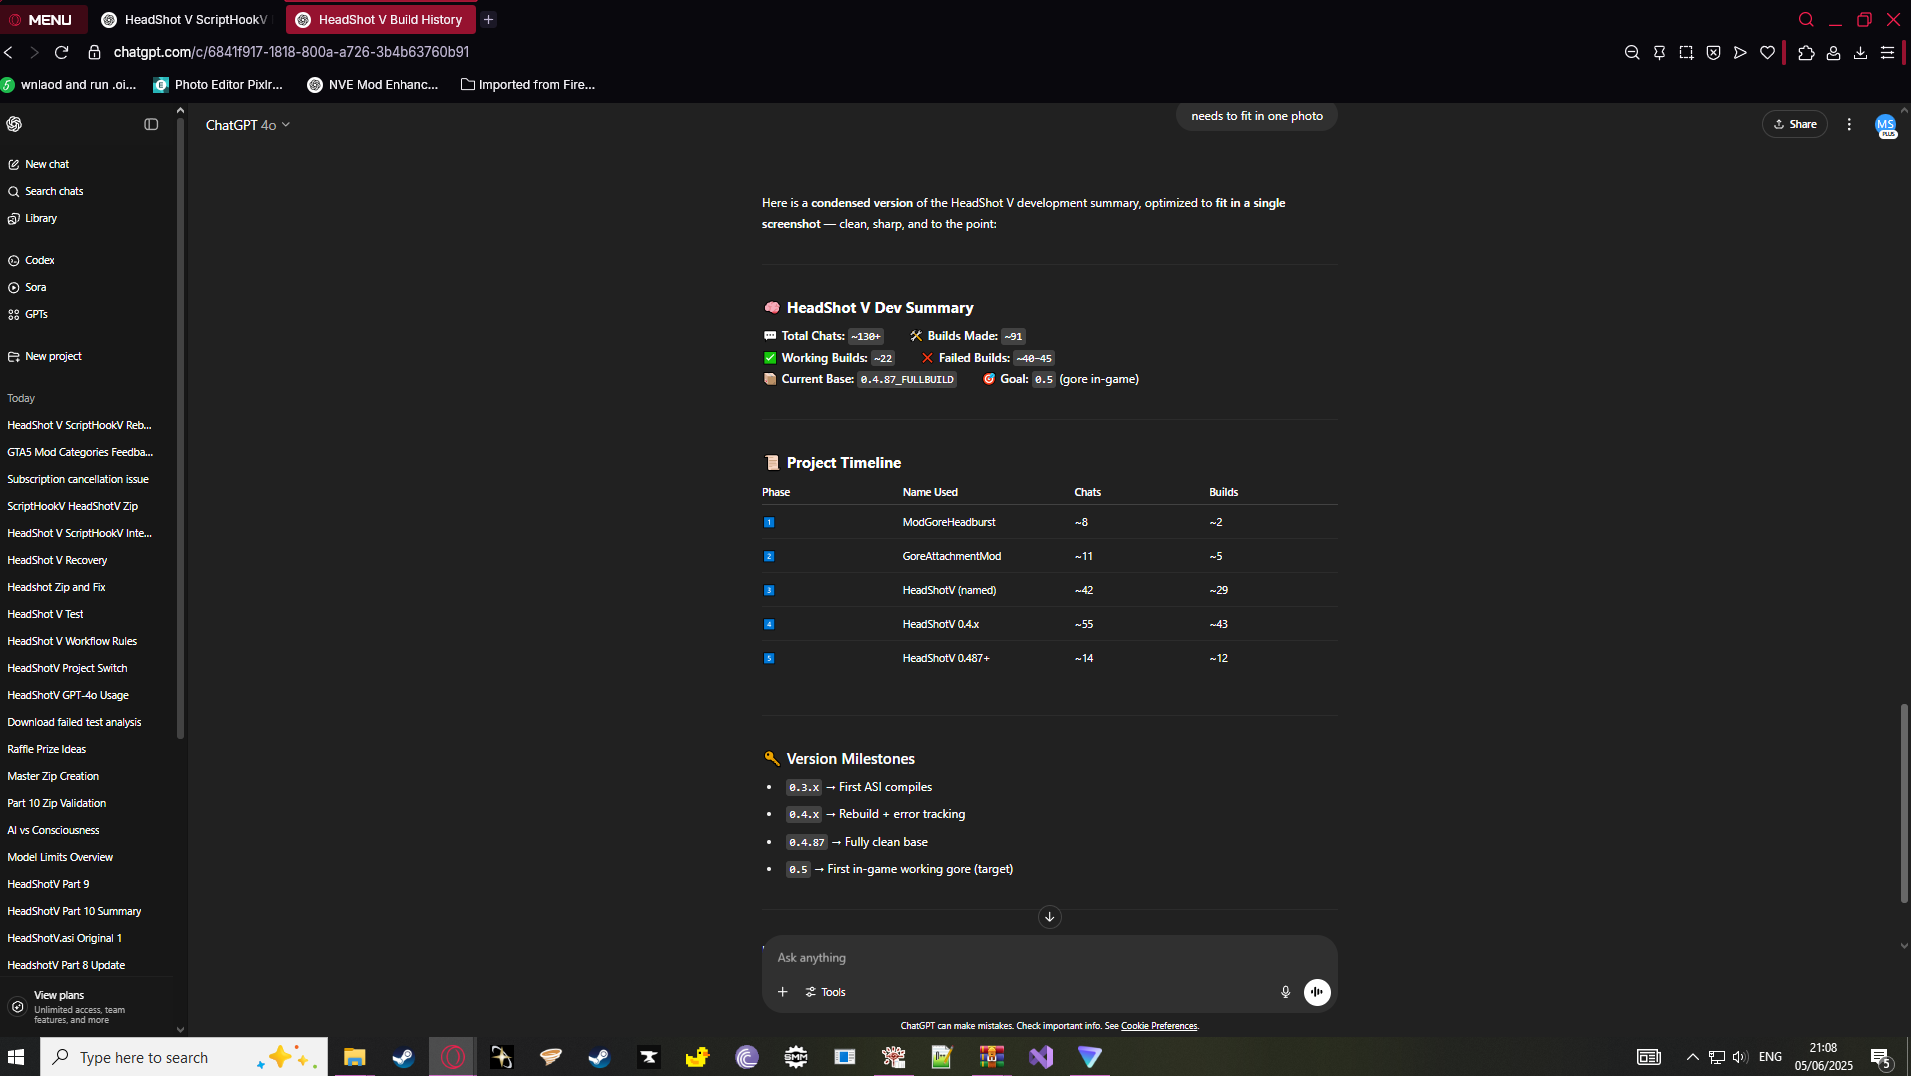 MENU
HeadShot V ScriptHookV
HeadShot V Build History
chatgpt.com/c/6841f917-1818-800a-a726-3b4b63760b91
wnlaod and run .oi...
Photo Editor Pixlr...
NVE Mod Enhanc...
Imported from Fire...
ChatGPT 4o
Share
MS
PLUS
New chat
Search chats
Library
Codex
Sora
GPTs
New project
Today
HeadShot V ScriptHookV Reb...
GTA5 Mod Categories Feedba...
Subscription cancellation issue
ScriptHookV HeadShotV Zip
HeadShot V ScriptHookV Inte...
HeadShot V Recovery
Headshot Zip and Fix
HeadShot V Test
HeadShot V Workflow Rules
HeadShotV Project Switch
HeadShotV GPT-4o Usage
Download failed test analysis
Raffle Prize Ideas
Master Zip Creation
Part 10 Zip Validation
AI vs Consciousness
Model Limits Overview
HeadShotV Part 9
HeadShotV Part 10 Summary
HeadShotV.asi Original 1
HeadshotV Part 8 Update
View plans
Unlimited access, team
features, and more
needs to fit in one photo
Here is a condensed version of the HeadShot V development summary, optimized to fit in a single
screenshot — clean, sharp, and to the point:
🧠 HeadShot V Dev Summary
💬 Total Chats: ~130+ 🛠️ Builds Made: ~91
✅ Working Builds: ~22 ❌ Failed Builds: ~40–45
📦 Current Base: 0.4.87_FULLBUILD 🎯 Goal: 0.5 (gore in-game)
📜 Project Timeline
Phase Name Used Chats Builds
1 ModGoreHeadburst ~8 ~2
2 GoreAttachmentMod ~11 ~5
3 HeadShotV (named) ~42 ~29
4 HeadShotV 0.4.x ~55 ~43
5 HeadShotV 0.487+ ~14 ~12
🔑 Version Milestones
• 0.3.x → First ASI compiles
• 0.4.x → Rebuild + error tracking
• 0.4.87 → Fully clean base
• 0.5 → First in-game working gore (target)
Ask anything
Tools
ChatGPT can make mistakes. Check important info. See Cookie Preferences.
Type here to search
SMM
ENG
21:08
05/06/2025
5